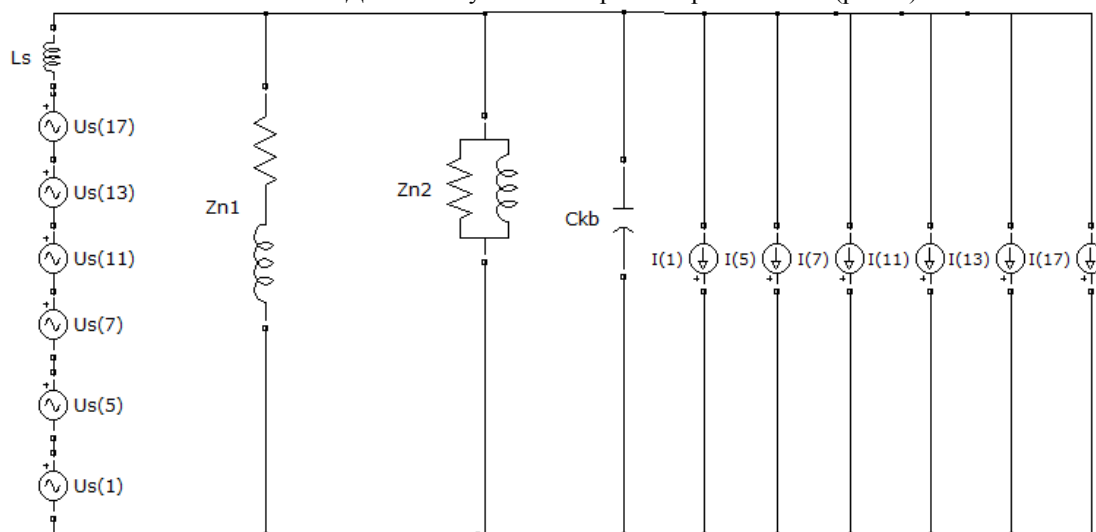 Ls
Us(17)
Us(13)
Us(11)
Us(7)
Us(5)
Us(1)
Zn1
Zn2
Ckb
I(1)
I(5)
I(7)
I(11)
I(13)
I(17)